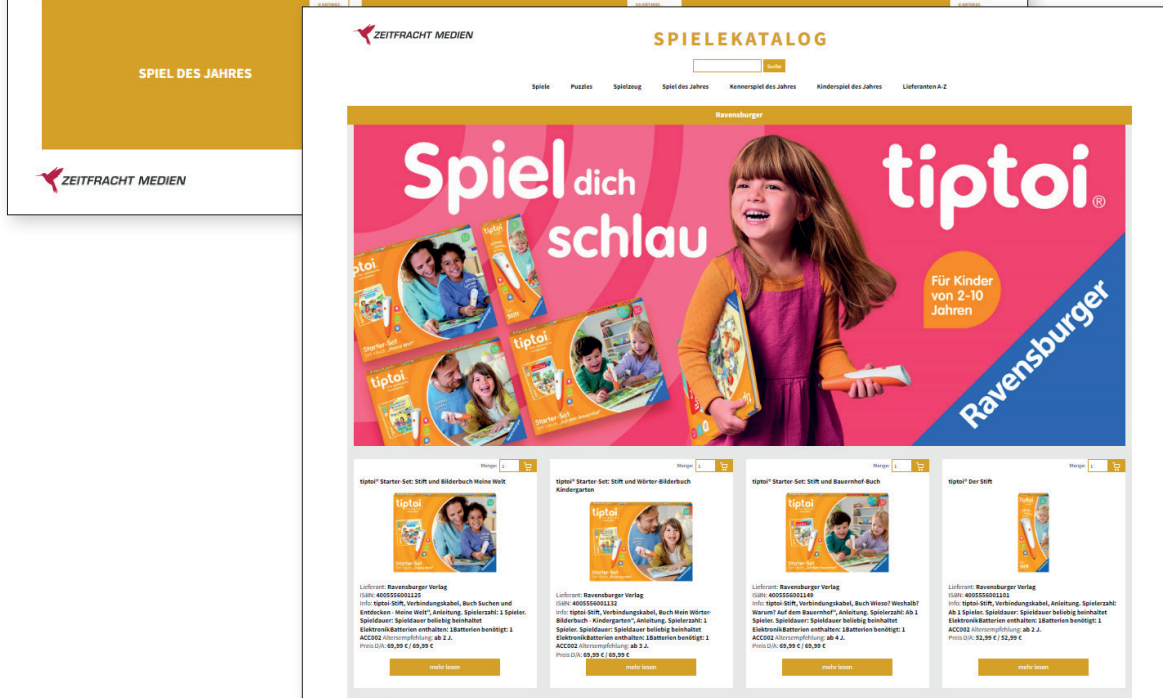 SPIEL DES JAHRES
ZEITFRACHT MEDIEN
ZEITFRACHT MEDIEN
SPIELEKATALOG
Suche
Spiele Puzzles Spielzeug Spiel des Jahres Kennerspiel des Jahres Kinderspiel des Jahres Lieferanten A-Z
Ravensburger
Spiel dich
schlau
tiptoi®
Für Kinder
von 2-10
Jahren
Ravensburger
Menge: 1
tiptoi® Starter-Set: Stift und Bilderbuch Meine Welt
tiptoi
Starter-Set
Lieferant: Ravensburger Verlag
ISBN: 4005556001125
Info: tiptoi-Stift, Verbindungskabel, Buch Suchen und
Entdecken - Meine Welt", Anleitung. Spielerzahl: 1 Spieler.
Spieldauer: Spieldauer beliebig beinhaltet
ElektronikBatterien enthalten: 1Batterien benötigt: 1
ACC002 Altersempfehlung: ab 2 J.
Preis D/A: 69,99 € / 69,99 €
mehr lesen
Menge: 1
tiptoi® Starter-Set: Stift und Wörter-Bilderbuch
Kindergarten
tiptoi
Starter-Set
Lieferant: Ravensburger Verlag
ISBN: 4005556001132
Info: tiptoi-Stift, Verbindungskabel, Buch Mein Wörter-
Bilderbuch - Kindergarten", Anleitung. Spielerzahl: 1
Spieler. Spieldauer: Spieldauer beliebig beinhaltet
ElektronikBatterien enthalten: 1Batterien benötigt: 1
ACC002 Altersempfehlung: ab 3 J.
Preis D/A: 69,99 € / 69,99 €
mehr lesen
Menge: 1
tiptoi® Starter-Set: Stift und Bauernhof-Buch
tiptoi
Starter-Set
Lieferant: Ravensburger Verlag
ISBN: 4005556001149
Info: tiptoi-Stift, Verbindungskabel, Buch Wieso? Weshalb?
Warum? Auf dem Bauernhof", Anleitung. Spielerzahl: Ab 1
Spieler. Spieldauer: Spieldauer beliebig beinhaltet
ElektronikBatterien enthalten: 1Batterien benötigt: 1
ACC002 Altersempfehlung: ab 4 J.
Preis D/A: 69,99 € / 69,99 €
mehr lesen
Menge: 1
tiptoi® Der Stift
Lieferant: Ravensburger Verlag
ISBN: 4005556001101
Info: tiptoi-Stift, Verbindungskabel, Anleitung. Spielerzahl:
Ab 1 Spieler. Spieldauer: Spieldauer beliebig beinhaltet
ElektronikBatterien enthalten: 1Batterien benötigt: 1
ACC002 Altersempfehlung: ab 2 J.
Preis D/A: 52,99 € / 52,99 €
mehr lesen